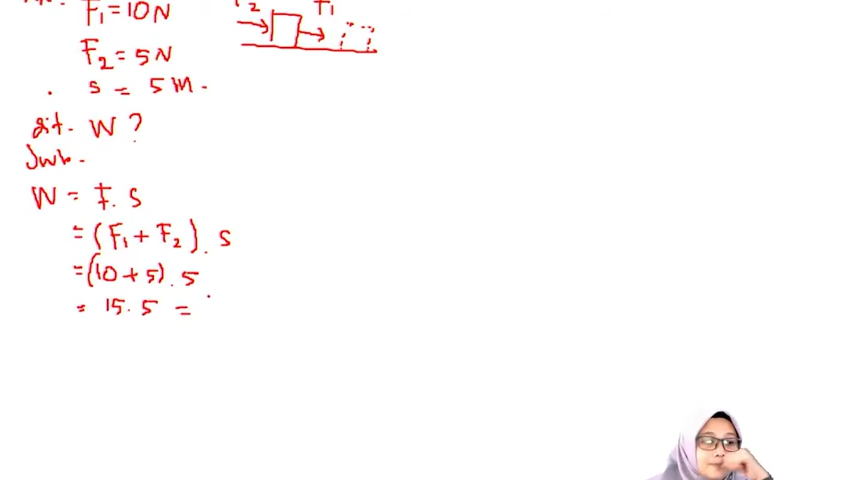 F₁ = 10 N
F₂ = 5 N
s = 5 m.
dit. W ?
Jwb.
W = F. s
= (F₁ + F₂) . s
= (10 + 5) . 5
= 15. 5 =
F₂ F₁